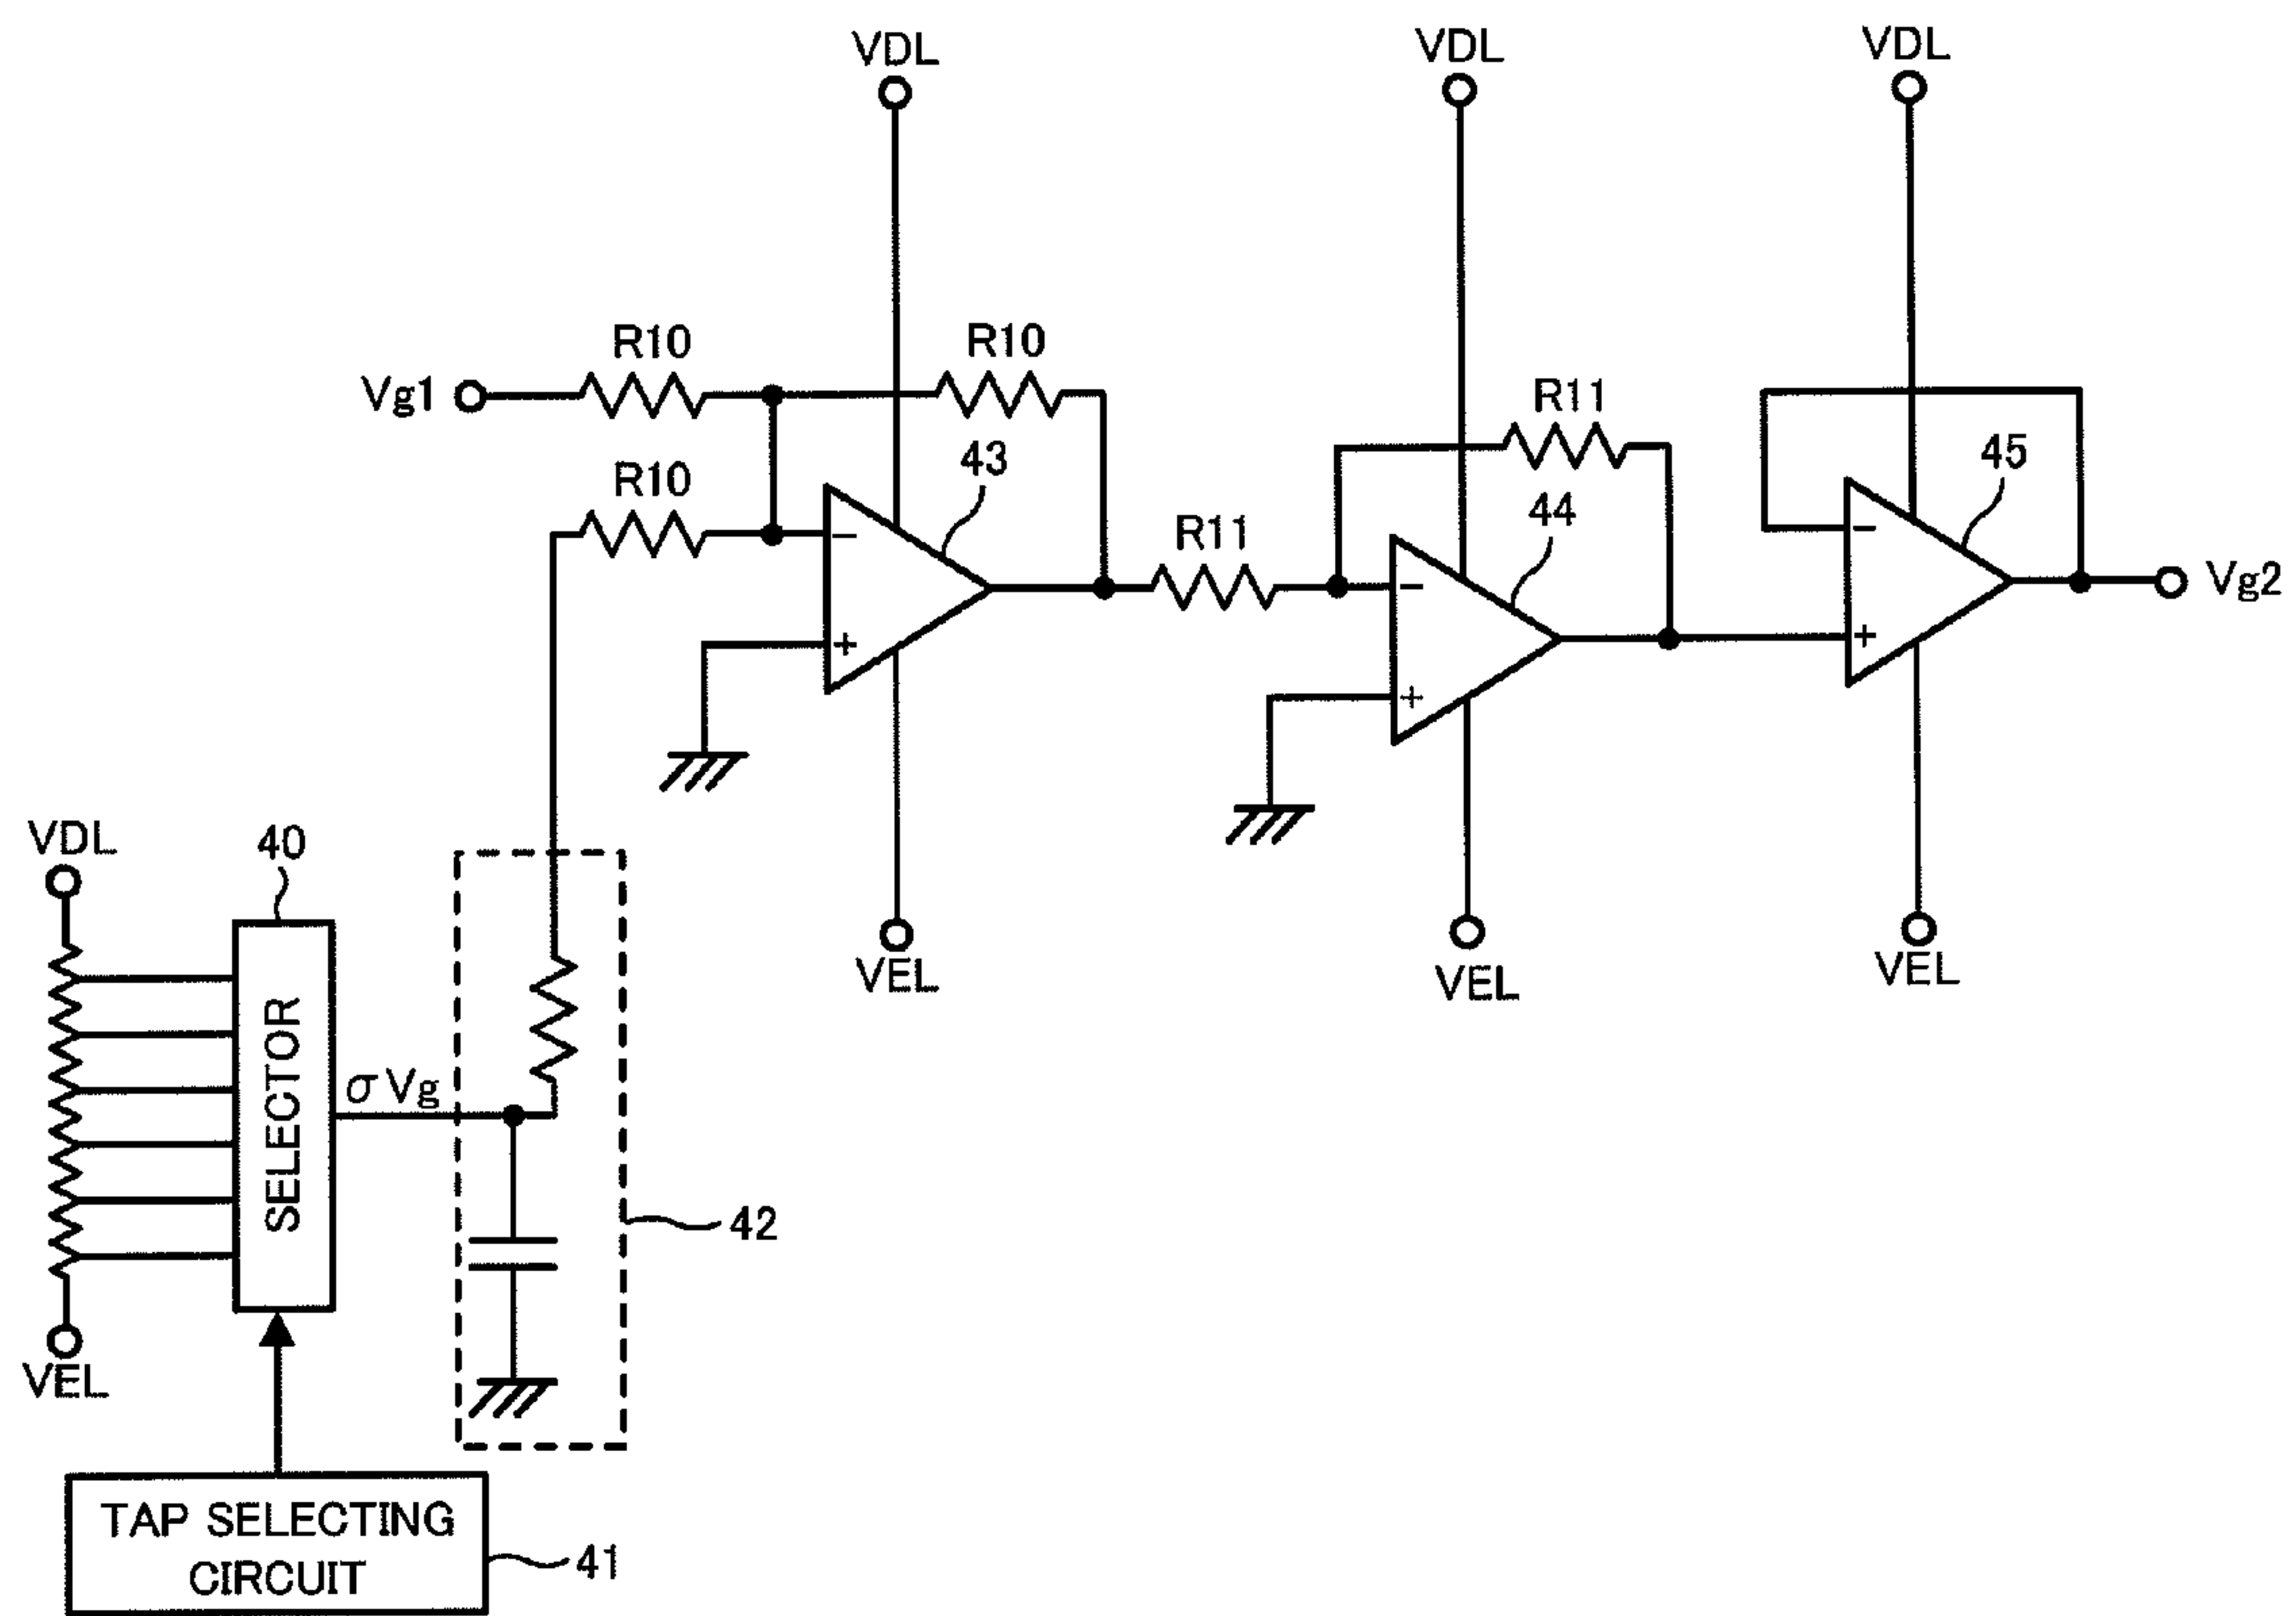 VDL
VDL
VDL
R10
R10
Vg1
R11
43
45
R10
44
R11
Vg2
-
-
-
+
+
+
VDL
40
VEL
VEL
VEL
SELECTOR
σVg
42
VEL
TAP SELECTING
CIRCUIT
41